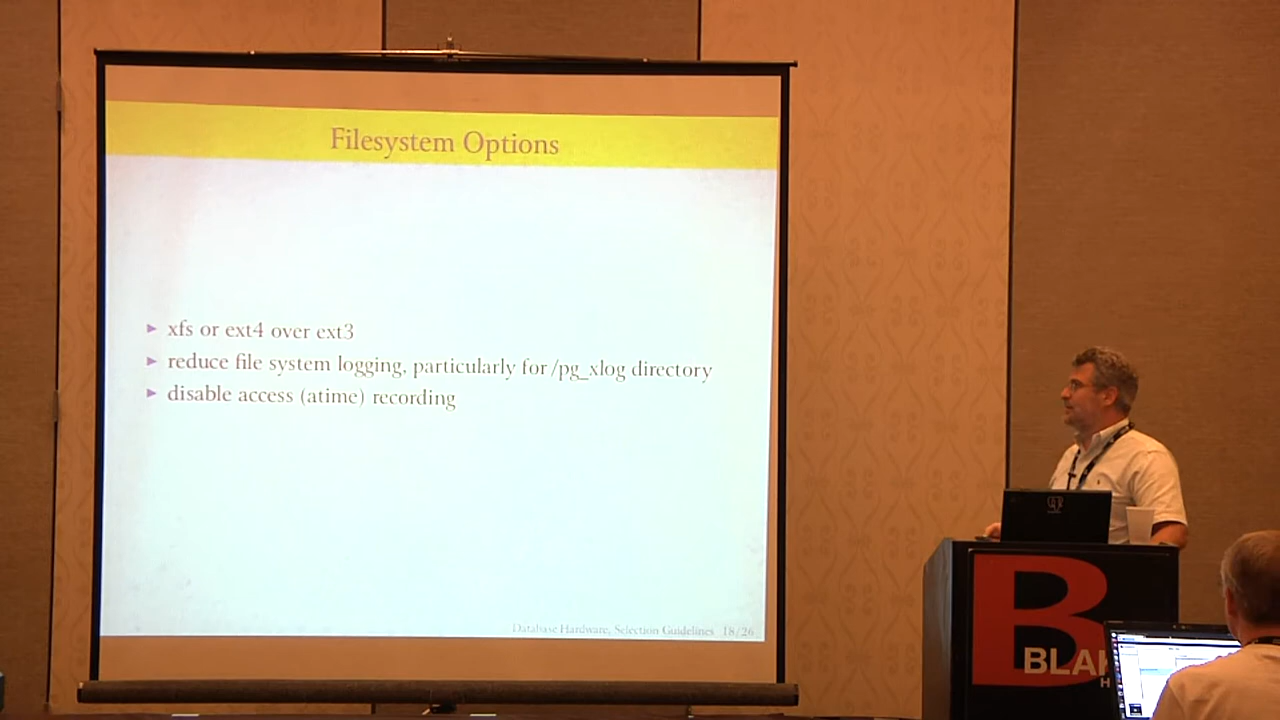 Filesystem Options
▶ xfs or ext4 over ext3
▶ reduce file system logging, particularly for /pg_xlog directory
▶ disable access (atime) recording
Database Hardware, Selection Guidelines 18/26
B
BLA
H